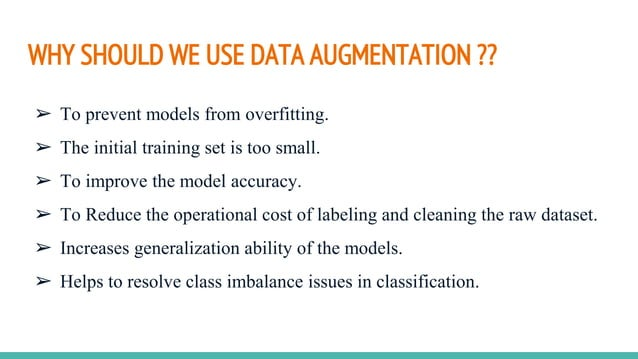 WHY SHOULD WE USE DATA AUGMENTATION ??
➢ To prevent models from overfitting.
➢ The initial training set is too small.
➢ To improve the model accuracy.
➢ To Reduce the operational cost of labeling and cleaning the raw dataset.
➢ Increases generalization ability of the models.
➢ Helps to resolve class imbalance issues in classification.